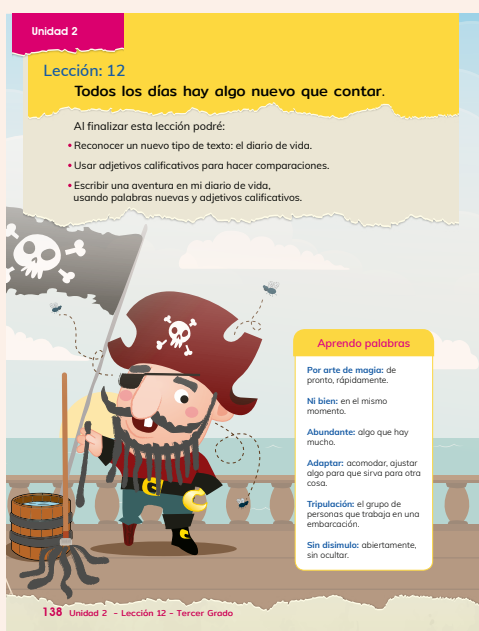 Unidad 2
Lección: 12
Todos los días hay algo nuevo que contar.
Al finalizar esta lección podré:
• Reconocer un nuevo tipo de texto: el diario de vida.
• Usar adjetivos calificativos para hacer comparaciones.
• Escribir una aventura en mi diario de vida,
usando palabras nuevas y adjetivos calificativos.
Aprendo palabras
Por arte de magia: de
pronto, rápidamente.
Ni bien: en el mismo
momento.
Abundante: algo que hay
mucho.
Adaptar: acomodar, ajustar
algo para que sirva para otra
cosa.
Tripulación: el grupo de
personas que trabaja en una
embarcación.
Sin disimulo: abiertamente,
sin ocultar.
138 Unidad 2 - Lección 12 - Tercer Grado